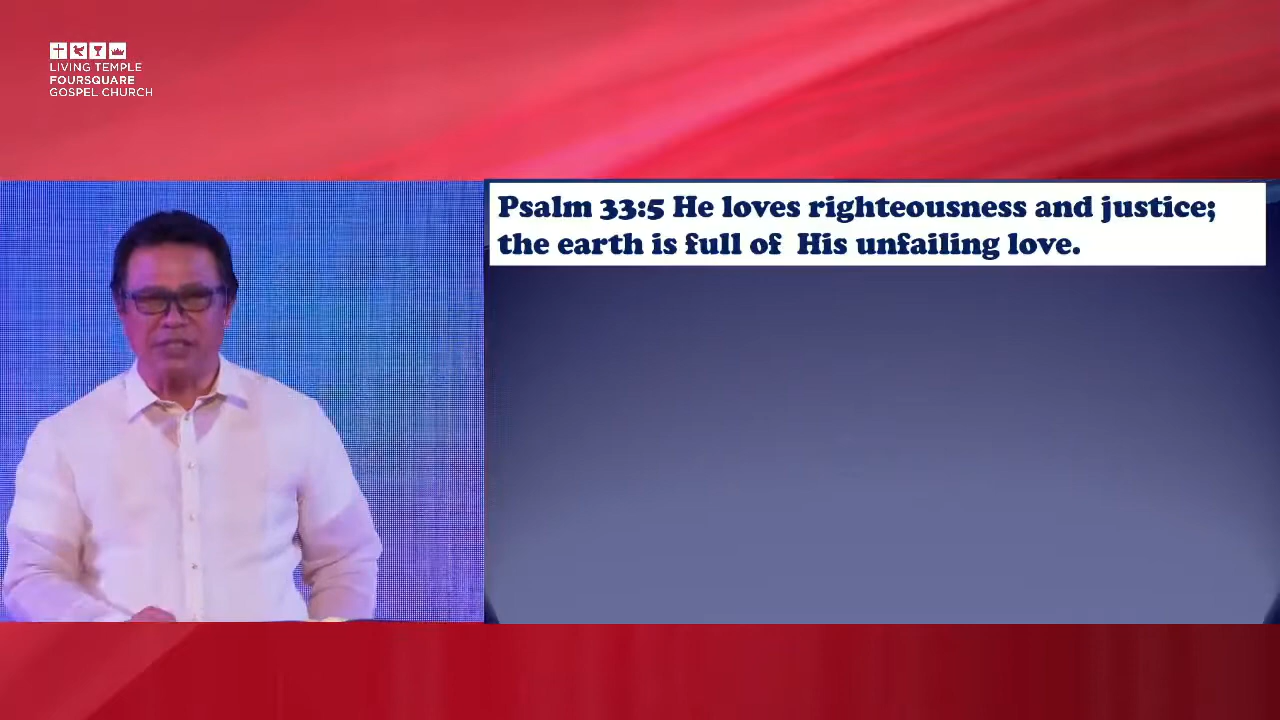 LIVING TEMPLE
FOURSQUARE
GOSPEL CHURCH
Psalm 33:5 He loves righteousness and justice;
the earth is full of His unfailing love.